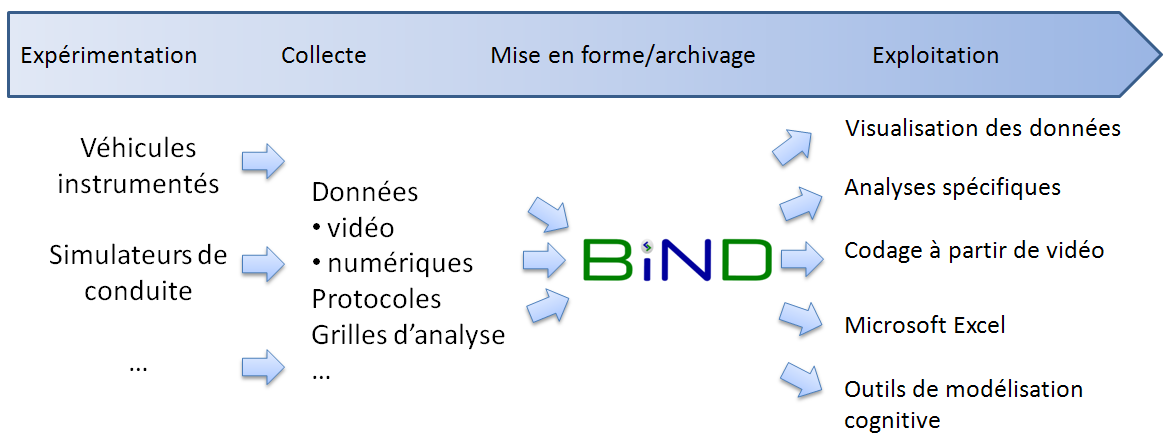 Expérimentation
Collecte
Mise en forme/archivage
Exploitation
Véhicules
instrumentés
Simulateurs de
conduite
...
Données
• vidéo
• numériques
Protocoles
Grilles d’analyse
...
BiND
Visualisation des données
Analyses spécifiques
Codage à partir de vidéo
Microsoft Excel
Outils de modélisation
cognitive